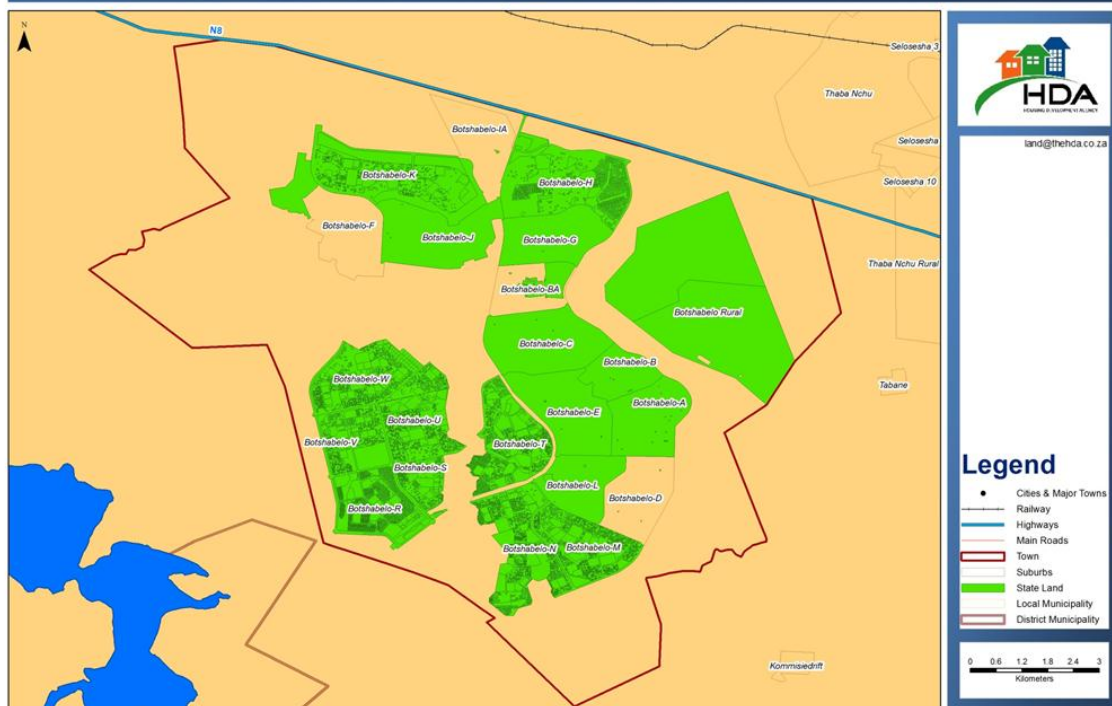 N
N8
Selosesha 3
Thaba Nchu
Botshabelo-IA
Selosesha
Botshabelo-K
Botshabelo-H
Selosesha 10
Botshabelo-F
Botshabelo-J
Botshabelo-G
Thaba Nchu Rural
Botshabelo-BA
Botshabelo Rural
Botshabelo-C
Botshabelo-B
Botshabelo-W
Tabane
Botshabelo-A
Botshabelo-E
Botshabelo-U
Botshabelo-V
Botshabelo-T
Botshabelo-S
Botshabelo-L
Botshabelo-D
Botshabelo-R
Botshabelo-N
Botshabelo-M
Kommisiedrift
HDA
HOUSING DEVELOPMENT AGENCY
land@thehda.co.za
Legend
Cities & Major Towns
Railway
Highways
Main Roads
Town
Suburbs
State Land
Local Municipality
District Municipality
0 0.6 1.2 1.8 2.4 3
Kilometers